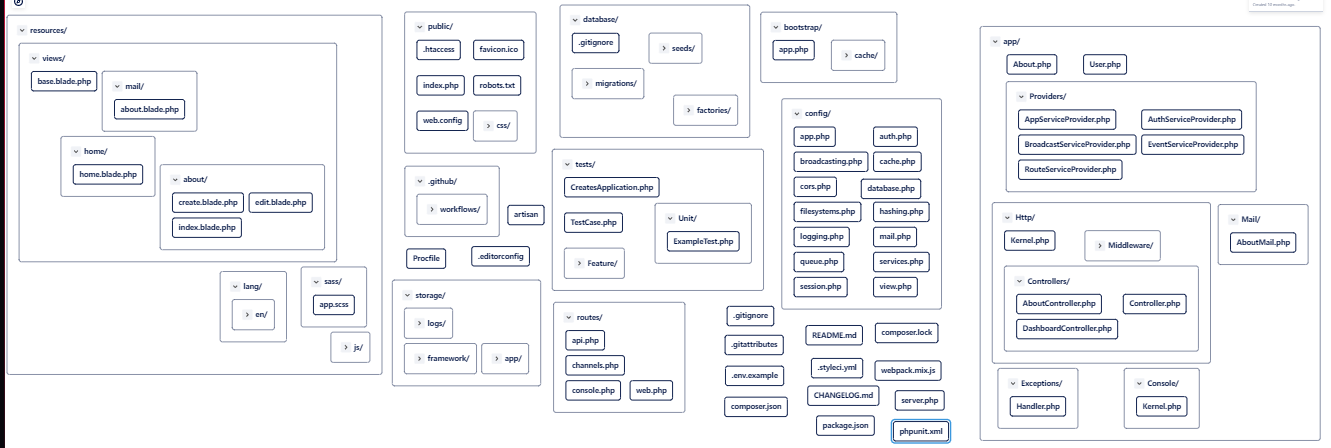 Created 10 months ago
resources/
views/
base.blade.php
mail/
about.blade.php
home/
home.blade.php
about/
create.blade.php
edit.blade.php
index.blade.php
lang/
en/
sass/
app.scss
js/
public/
.htaccess
favicon.ico
index.php
robots.txt
web.config
css/
.github/
workflows/
artisan
Procfile
.editorconfig
storage/
logs/
framework/
app/
database/
.gitignore
seeds/
migrations/
factories/
tests/
CreatesApplication.php
TestCase.php
Unit/
ExampleTest.php
Feature/
routes/
api.php
channels.php
console.php
web.php
bootstrap/
app.php
cache/
config/
app.php
auth.php
broadcasting.php
cache.php
cors.php
database.php
filesystems.php
hashing.php
logging.php
mail.php
queue.php
services.php
session.php
view.php
.gitignore
.gitattributes
.env.example
composer.json
README.md
composer.lock
.styleci.yml
webpack.mix.js
CHANGELOG.md
server.php
package.json
phpunit.xml
app/
About.php
User.php
Providers/
AppServiceProvider.php
AuthServiceProvider.php
BroadcastServiceProvider.php
EventServiceProvider.php
RouteServiceProvider.php
Http/
Kernel.php
Middleware/
Controllers/
AboutController.php
Controller.php
DashboardController.php
Mail/
AboutMail.php
Exceptions/
Handler.php
Console/
Kernel.php